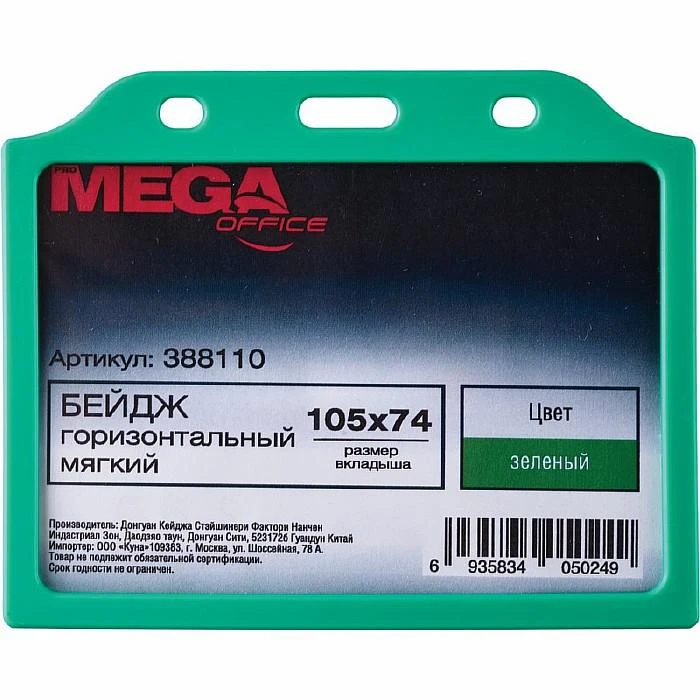 PRO
MEGA
OFFICE
Артикул: 388110
БЕЙДЖ
горизонтальный
мягкий
105x74
размер
вкладыша
Цвет
зеленый
Производитель: Донгуан Кейджа Стайшинери Фактори Нанчен
Индастриал Зон, Даодзяо таун, Донгуан Сити, 5231726 Гуандун Китай
Импортер: ООО «Куна»109383, г. Москва, ул. Шоссейная, 78 А.
Товар не подлежит обязательной сертификации.
Срок годности не ограничен.
6 935834 050249